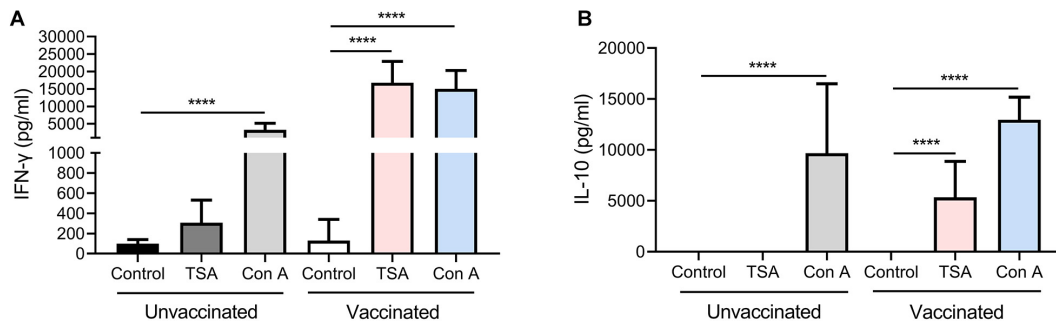 A
IFN-γ (pg/ml)
30000
25000
20000
15000
10000
5000
1000
800
600
400
200
0
****
****
****
Control TSA Con A Control TSA Con A
Unvaccinated Vaccinated
B
IL-10 (pg/ml)
20000
15000
10000
5000
0
****
****
****
Control TSA Con A Control TSA Con A
Unvaccinated Vaccinated